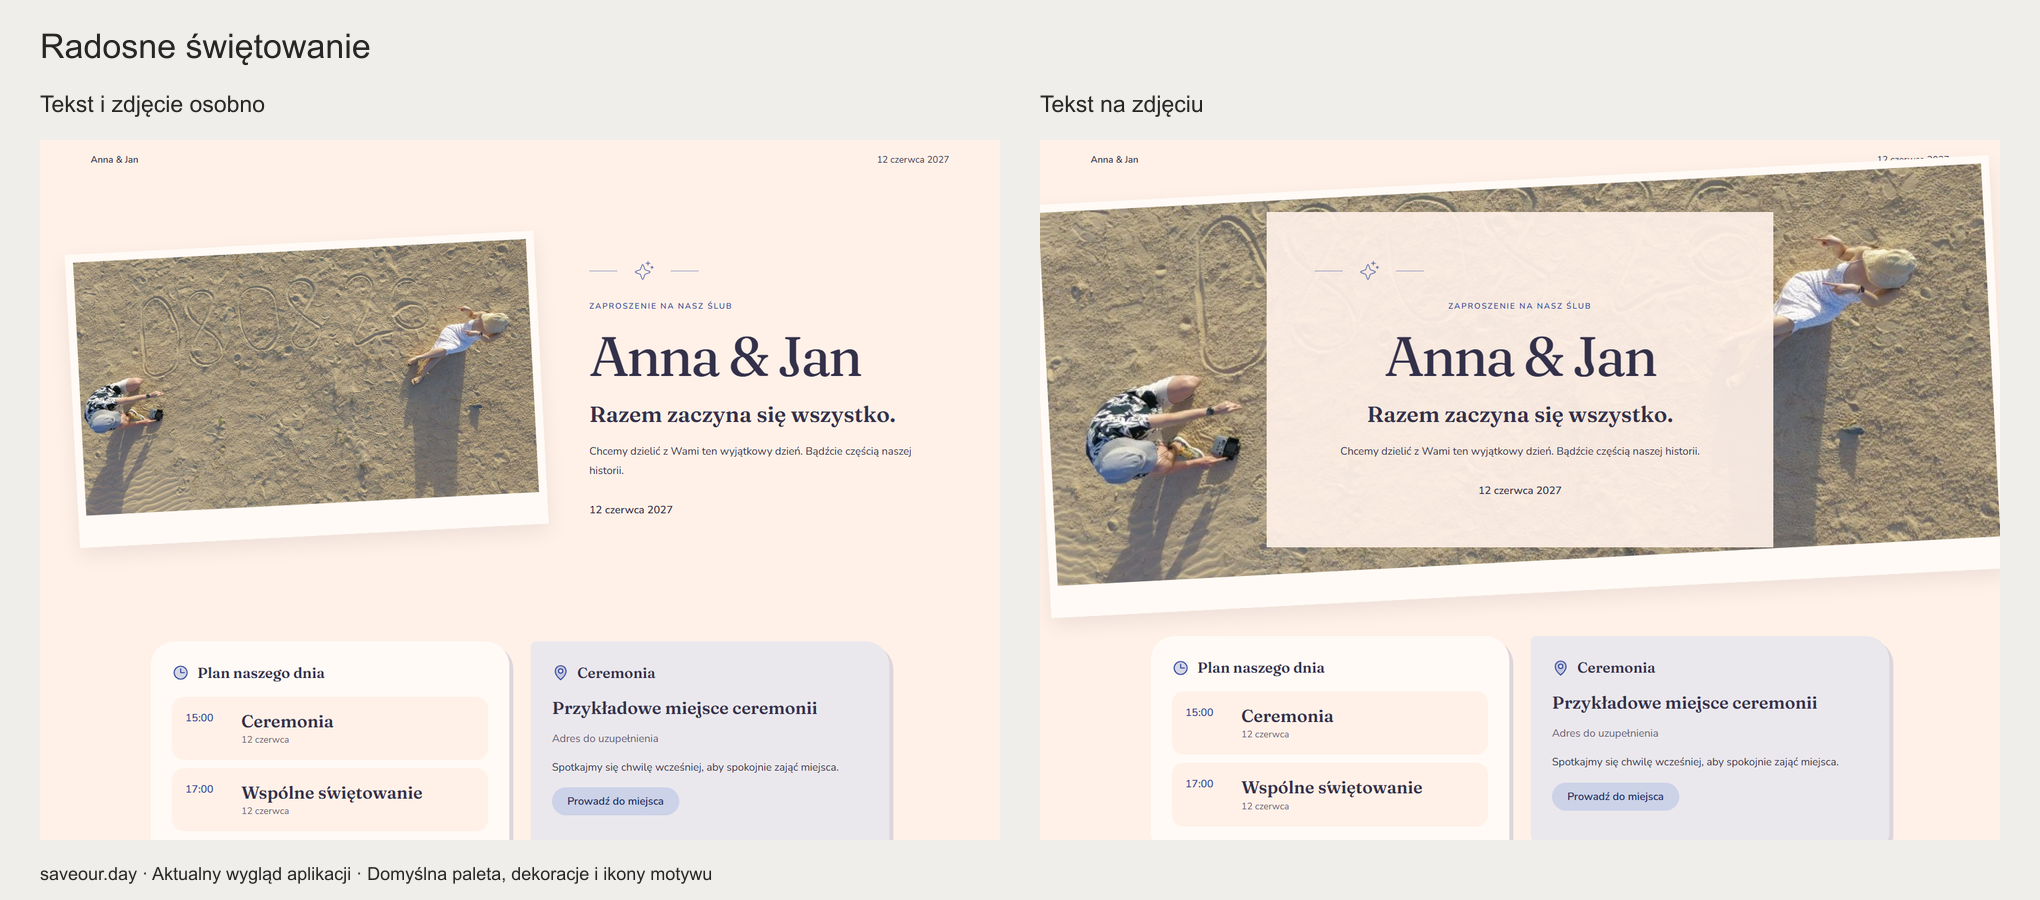 Radosne świętowanie
Tekst i zdjęcie osobno
Anna & Jan
12 czerwca 2027
080826
ZAPROSZENIE NA NASZ ŚLUB
Anna & Jan
Razem zaczyna się wszystko.
Chcemy dzielić z Wami ten wyjątkowy dzień. Bądźcie częścią naszej
historii.
12 czerwca 2027
Plan naszego dnia
15:00
Ceremonia
12 czerwca
17:00
Wspólne świętowanie
12 czerwca
Ceremonia
Przykładowe miejsce ceremonii
Adres do uzupełnienia
Spotkajmy się chwilę wcześniej, aby spokojnie zająć miejsca.
Prowadź do miejsca
Tekst na zdjęciu
Anna & Jan
12 czerwca 2027
ZAPROSZENIE NA NASZ ŚLUB
Anna & Jan
Razem zaczyna się wszystko.
Chcemy dzielić z Wami ten wyjątkowy dzień. Bądźcie częścią naszej historii.
12 czerwca 2027
Plan naszego dnia
15:00
Ceremonia
12 czerwca
17:00
Wspólne świętowanie
12 czerwca
Ceremonia
Przykładowe miejsce ceremonii
Adres do uzupełnienia
Spotkajmy się chwilę wcześniej, aby spokojnie zająć miejsca.
Prowadź do miejsca
saveour.day · Aktualny wygląd aplikacji · Domyślna paleta, dekoracje i ikony motywu